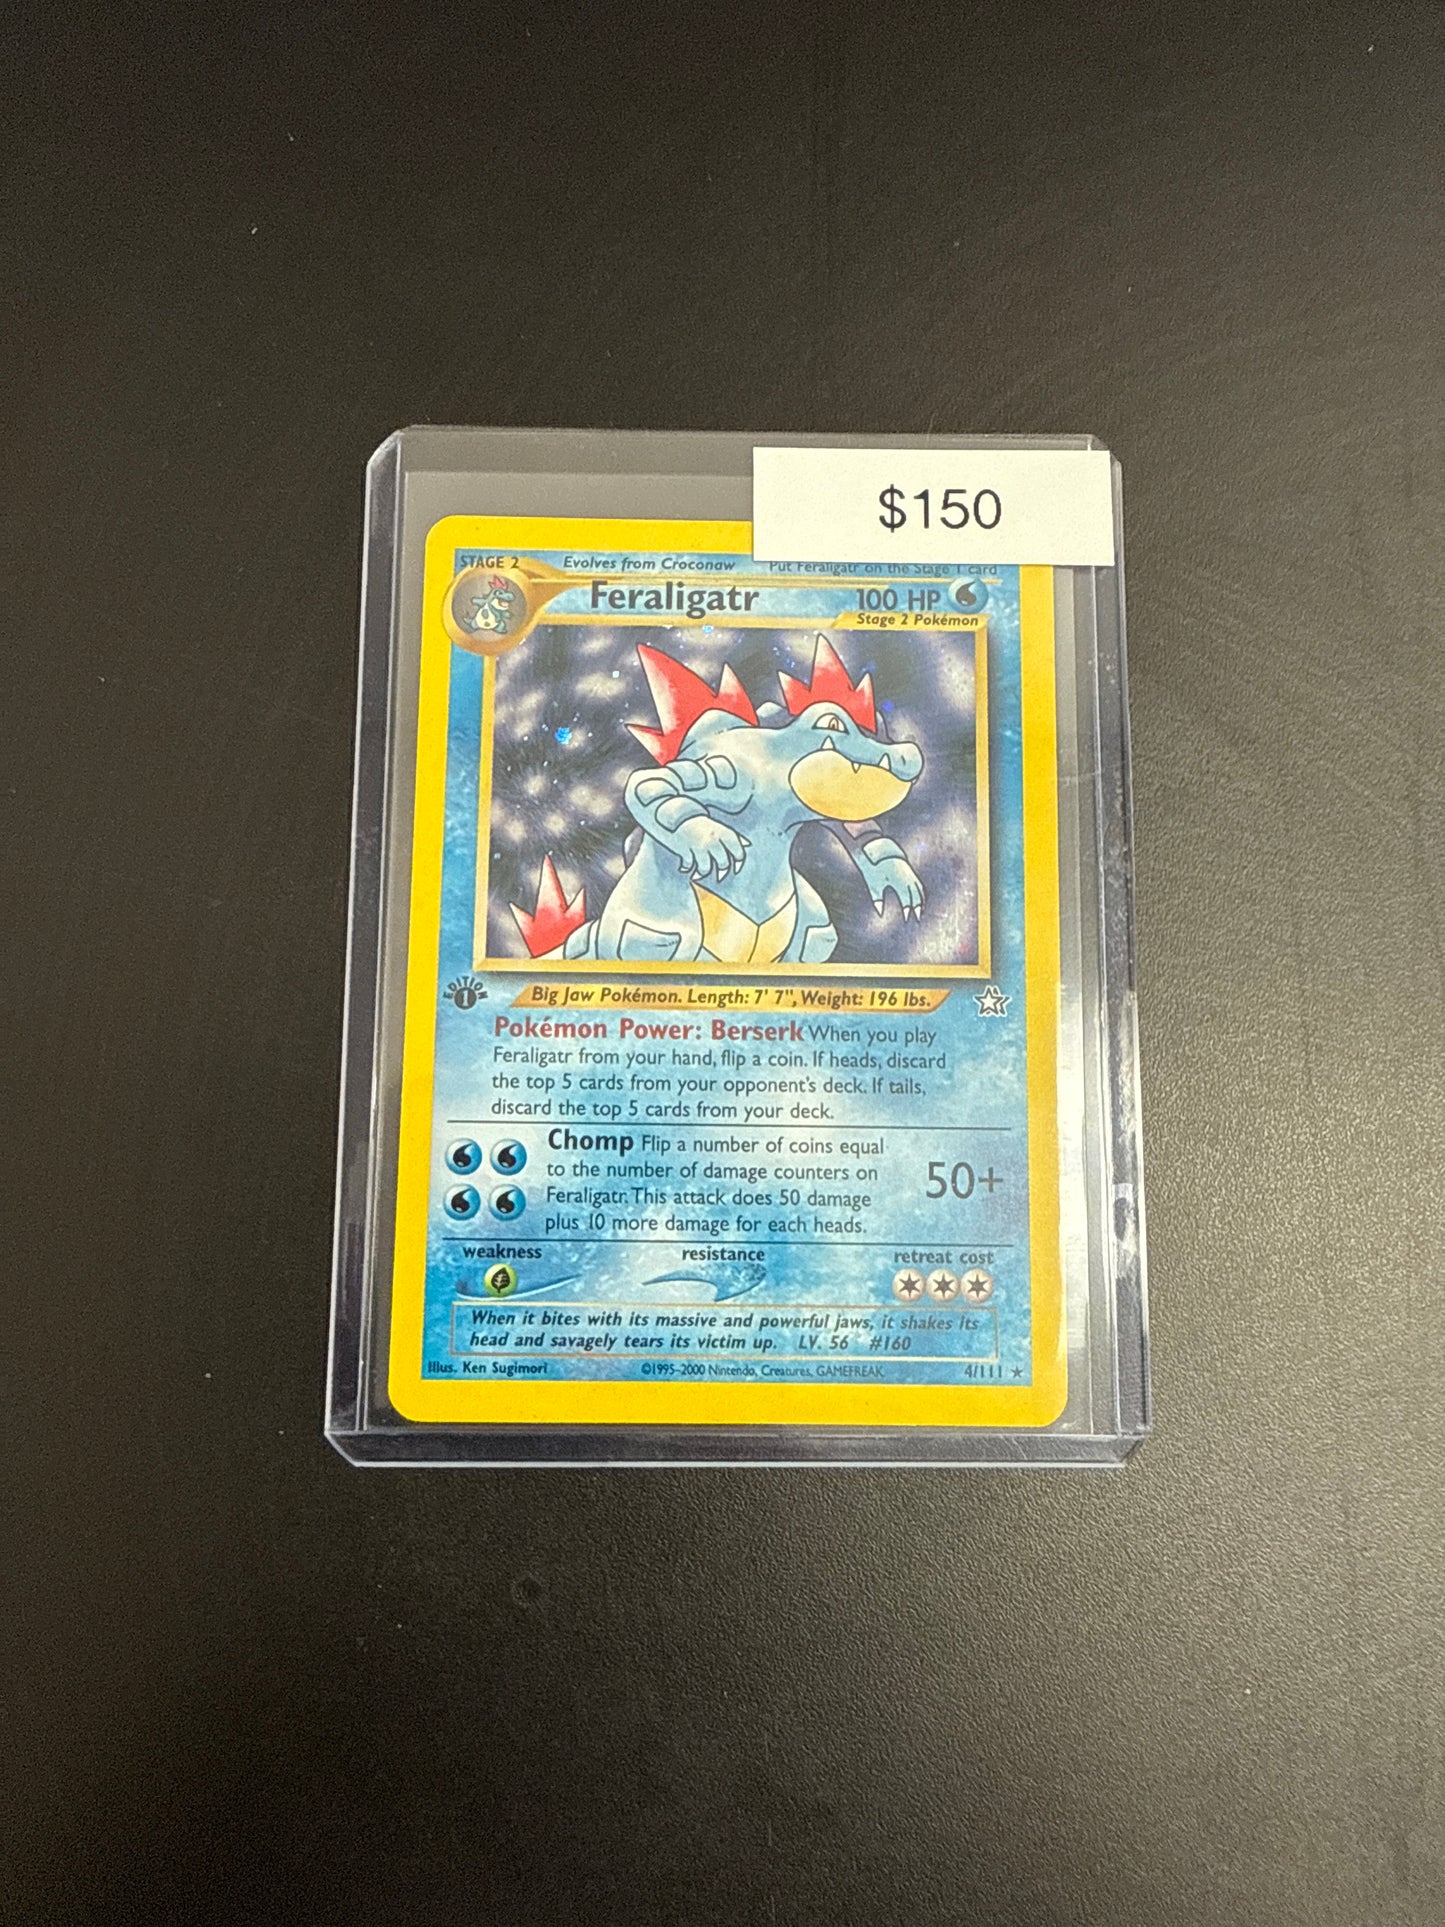 $150
STAGE 2 Evolves from Croconaw Put Feraligatr on the Stage 1 card
Feraligatr 100 HP
Stage 2 Pokémon
EDITION
1
Big Jaw Pokémon. Length: 7' 7", Weight: 196 lbs.
Pokémon Power: Berserk When you play
Feraligatr from your hand, flip a coin. If heads, discard
the top 5 cards from your opponent's deck. If tails,
discard the top 5 cards from your deck.
Chomp Flip a number of coins equal
to the number of damage counters on
Feraligatr. This attack does 50 damage
plus 10 more damage for each heads.
50+
weakness resistance retreat cost
When it bites with its massive and powerful jaws, it shakes its
head and savagely tears its victim up. LV. 56 #160
Illus. Ken Sugimori ©1995-2000 Nintendo, Creatures, GAMEFREAK 4/111 ★